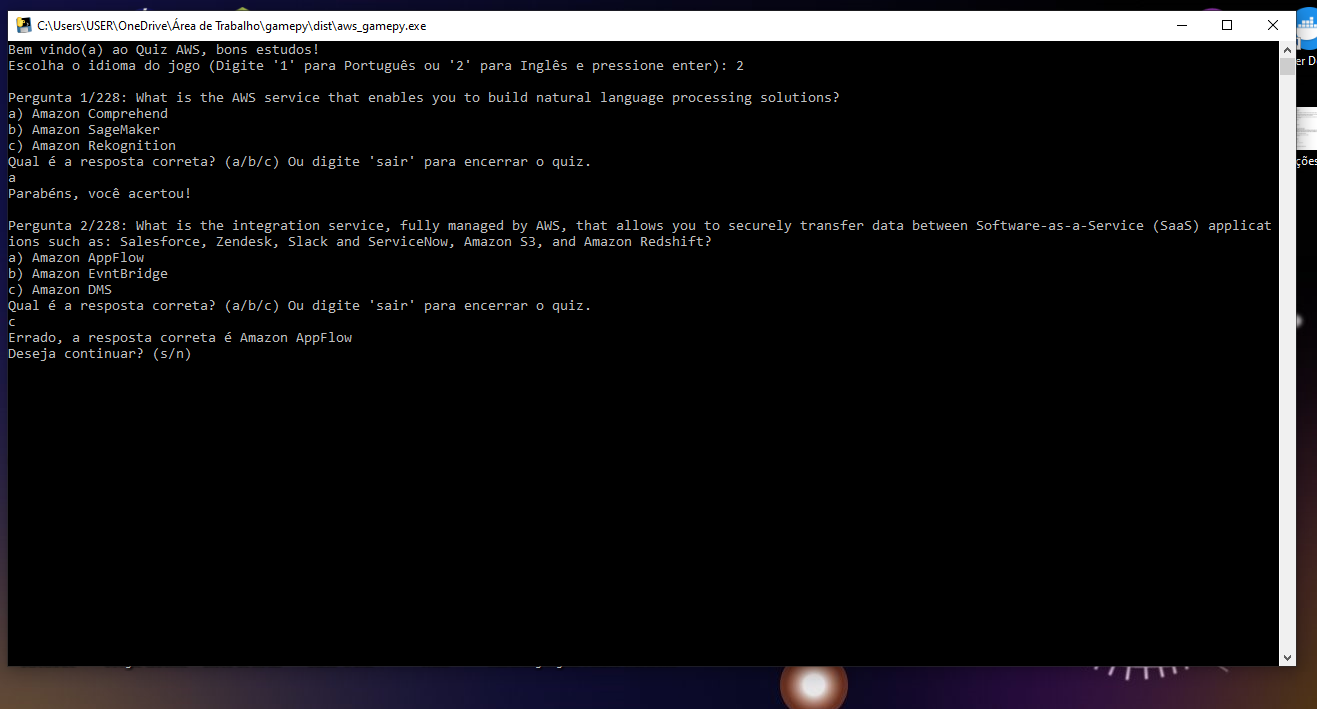 C:\Users\USER\OneDrive\Área de Trabalho\gamepy\dist\aws_gamepy.exe
Bem vindo(a) ao Quiz AWS, bons estudos!
Escolha o idioma do jogo (Digite '1' para Português ou '2' para Inglês e pressione enter): 2
Pergunta 1/228: What is the AWS service that enables you to build natural language processing solutions?
a) Amazon Comprehend
b) Amazon SageMaker
c) Amazon Rekognition
Qual é a resposta correta? (a/b/c) Ou digite 'sair' para encerrar o quiz.
a
Parabéns, você acertou!
Pergunta 2/228: What is the integration service, fully managed by AWS, that allows you to securely transfer data between Software-as-a-Service (SaaS) applicat
ions such as: Salesforce, Zendesk, Slack and ServiceNow, Amazon S3, and Amazon Redshift?
a) Amazon AppFlow
b) Amazon EvntBridge
c) Amazon DMS
Qual é a resposta correta? (a/b/c) Ou digite 'sair' para encerrar o quiz.
c
Errado, a resposta correta é Amazon AppFlow
Deseja continuar? (s/n)
er D
ções